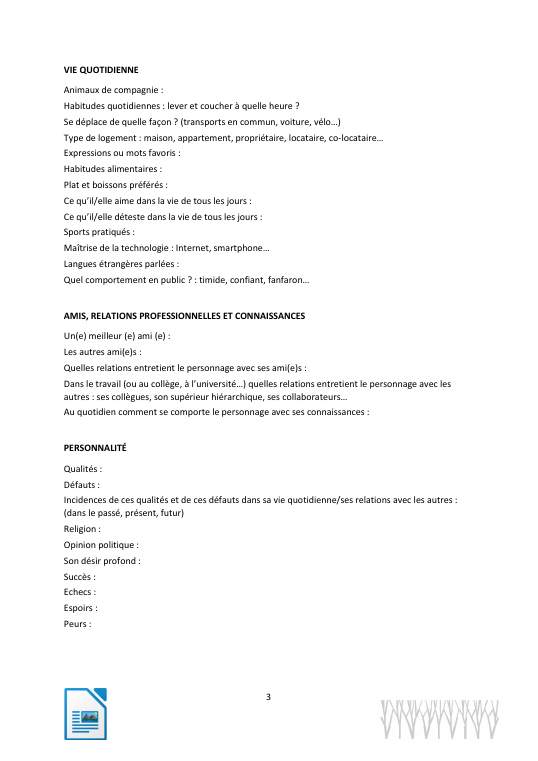 VIE QUOTIDIENNE
Animaux de compagnie :
Habitudes quotidiennes : lever et coucher à quelle heure ?
Se déplace de quelle façon ? (transports en commun, voiture, vélo…)
Type de logement : maison, appartement, propriétaire, locataire, co-locataire…
Expressions ou mots favoris :
Habitudes alimentaires :
Plat et boissons préférés :
Ce qu’il/elle aime dans la vie de tous les jours :
Ce qu’il/elle déteste dans la vie de tous les jours :
Sports pratiqués :
Maîtrise de la technologie : Internet, smartphone…
Langues étrangères parlées :
Quel comportement en public ? : timide, confiant, fanfaron…
AMIS, RELATIONS PROFESSIONNELLES ET CONNAISSANCES
Un(e) meilleur (e) ami (e) :
Les autres ami(e)s :
Quelles relations entretient le personnage avec ses ami(e)s :
Dans le travail (ou au collège, à l’université…) quelles relations entretient le personnage avec les
autres : ses collègues, son supérieur hiérarchique, ses collaborateurs…
Au quotidien comment se comporte le personnage avec ses connaissances :
PERSONNALITÉ
Qualités :
Défauts :
Incidences de ces qualités et de ces défauts dans sa vie quotidienne/ses relations avec les autres :
(dans le passé, présent, futur)
Religion :
Opinion politique :
Son désir profond :
Succès :
Echecs :
Espoirs :
Peurs :
3